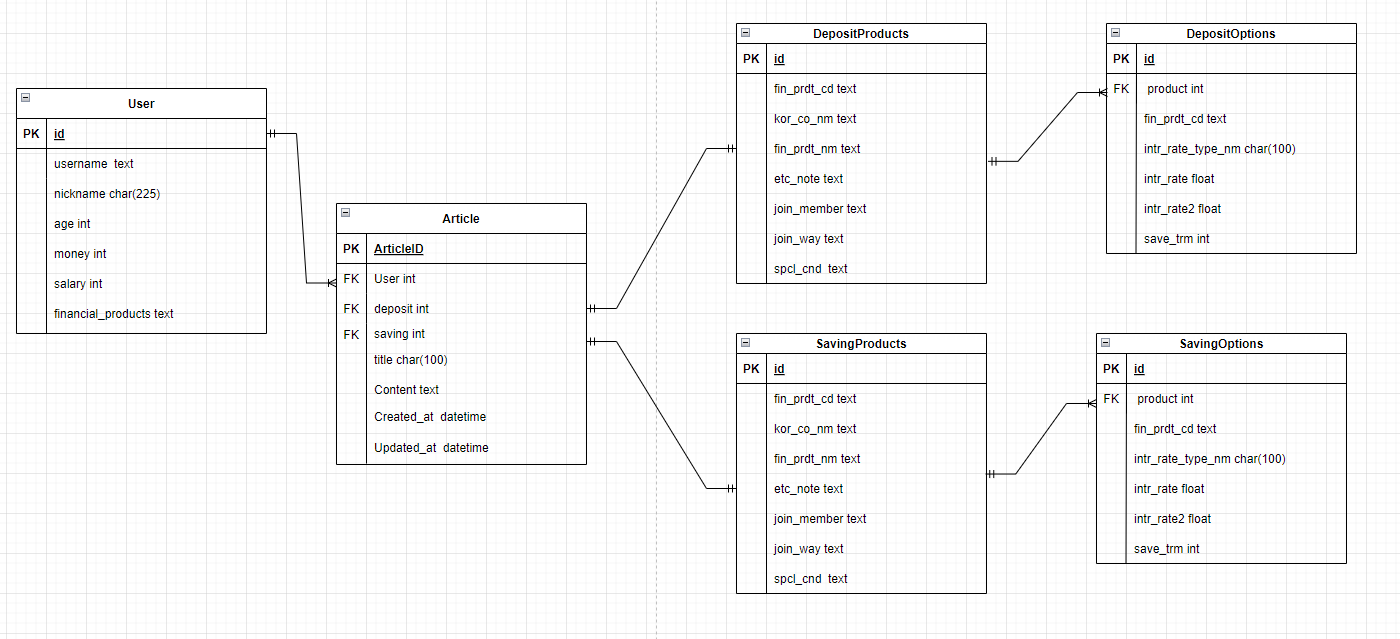 User
PK id
username  text
nickname char(225)
age int
money int
salary int
financial_products text
Article
PK ArticleID
FK User int
FK deposit int
FK saving int
title char(100)
Content text
Created_at  datetime
Updated_at  datetime
DepositProducts
PK id
fin_prdt_cd text
kor_co_nm text
fin_prdt_nm text
etc_note text
join_member text
join_way text
spcl_cnd  text
DepositOptions
PK id
FK product int
fin_prdt_cd text
intr_rate_type_nm char(100)
intr_rate float
intr_rate2 float
save_trm int
SavingProducts
PK id
fin_prdt_cd text
kor_co_nm text
fin_prdt_nm text
etc_note text
join_member text
join_way text
spcl_cnd  text
SavingOptions
PK id
FK product int
fin_prdt_cd text
intr_rate_type_nm char(100)
intr_rate float
intr_rate2 float
save_trm int